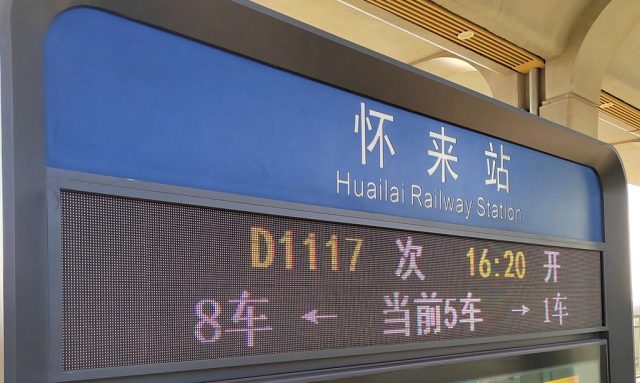 怀来站
Huailai Railway Station
D1117 次 16:20 开
8车 ← 当前5车 → 1车